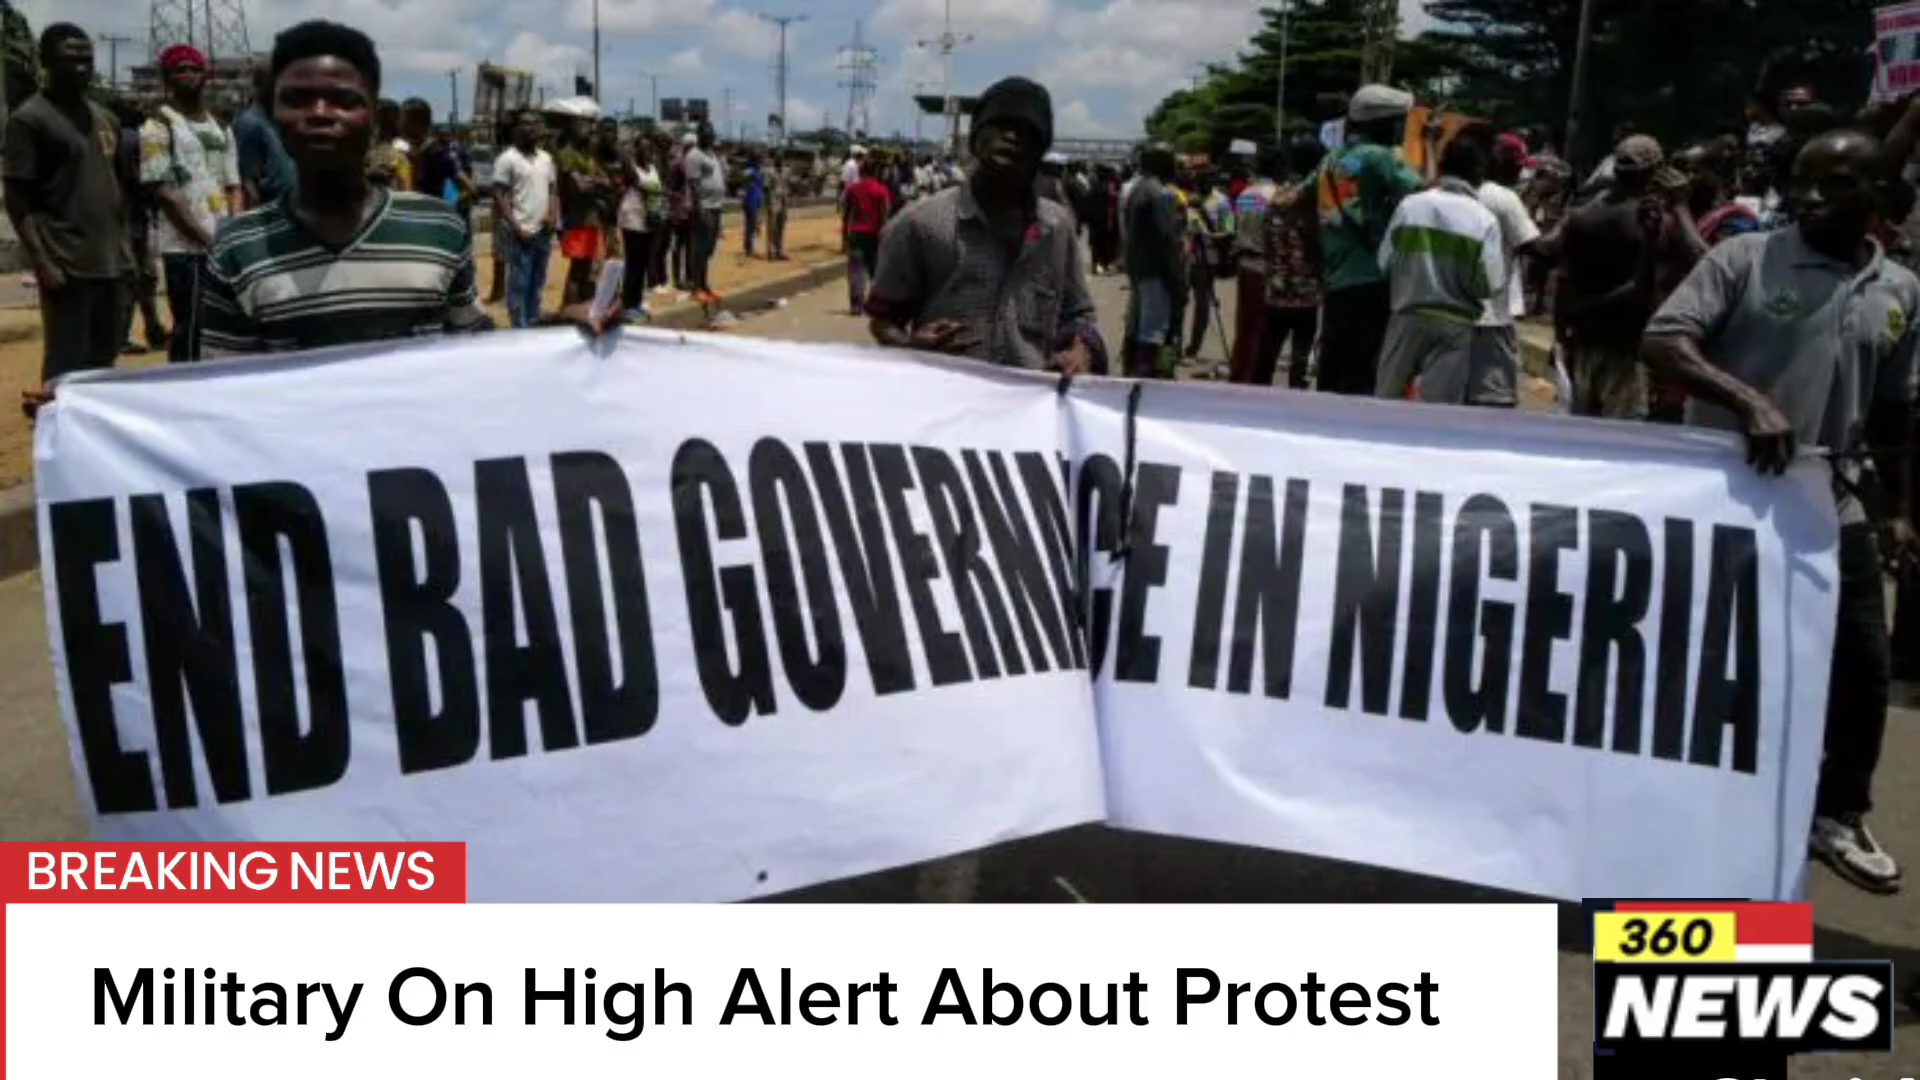 END BAD GOVERNANCE IN NIGERIA
BREAKING NEWS
Military On High Alert About Protest
360
NEWS